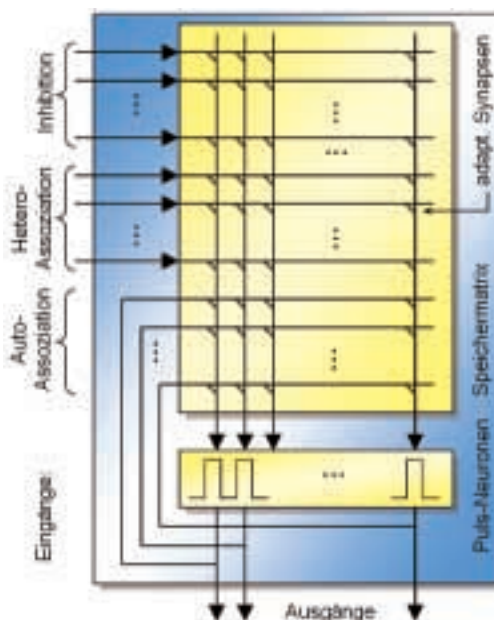 Inhibition
Hetero-
Assoziation
Auto-
Assoziation
Eingänge:
adapt. Synapsen
Speichermatrix
Puls-Neuronen
Ausgänge